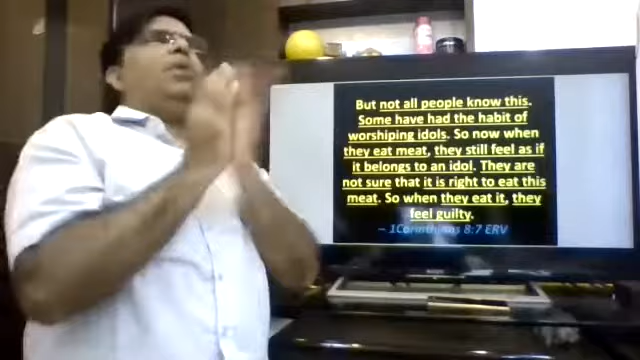 But not all people know this.
Some have had the habit of
worshiping idols. So now when
they eat meat, they still feel as if
it belongs to an idol. They are
not sure that it is right to eat this
meat. So when they eat it, they
feel guilty.
~ 1Corinthians 8:7 ERV